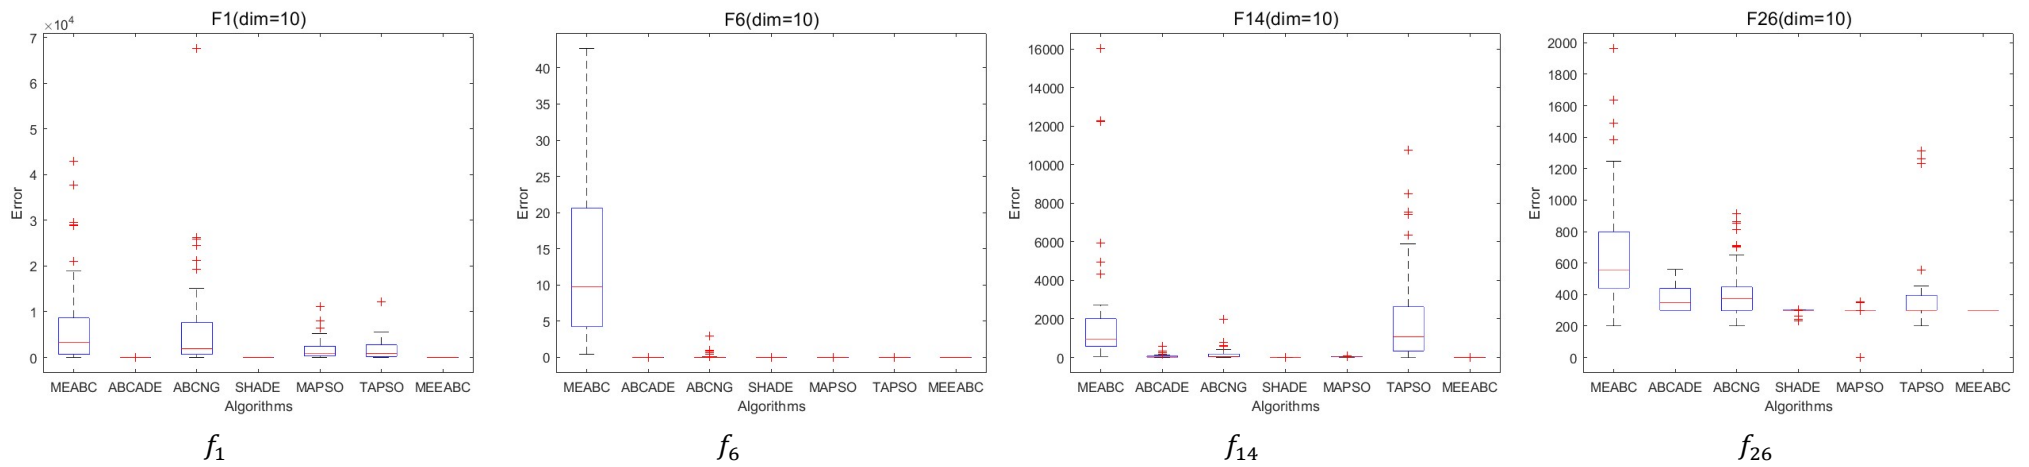 F1(dim=10)
×10⁴
7
6
5
4
3
2
1
0
Error
MEABC ABCADE ABCNG SHADE MAPSO TAPSO MEEABC
Algorithms
f₁
F6(dim=10)
40
35
30
25
20
15
10
5
0
Error
MEABC ABCADE ABCNG SHADE MAPSO TAPSO MEEABC
Algorithms
f₆
F14(dim=10)
16000
14000
12000
10000
8000
6000
4000
2000
0
Error
MEABC ABCADE ABCNG SHADE MAPSO TAPSO MEEABC
Algorithms
f₁₄
F26(dim=10)
2000
1800
1600
1400
1200
1000
800
600
400
200
0
Error
MEABC ABCADE ABCNG SHADE MAPSO TAPSO MEEABC
Algorithms
f₂₆